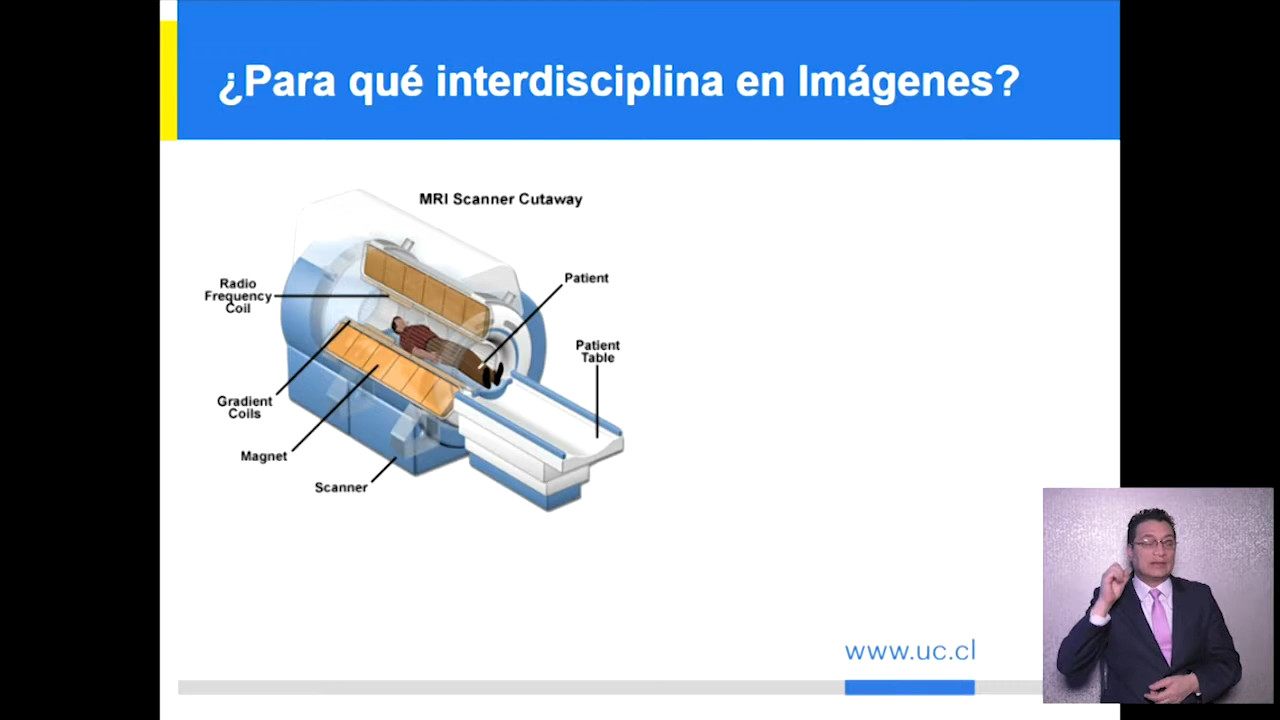 ¿Para qué interdisciplina en Imágenes?
MRI Scanner Cutaway
Radio
Frequency
Coil
Patient
Patient
Table
Gradient
Coils
Magnet
Scanner
www.uc.cl